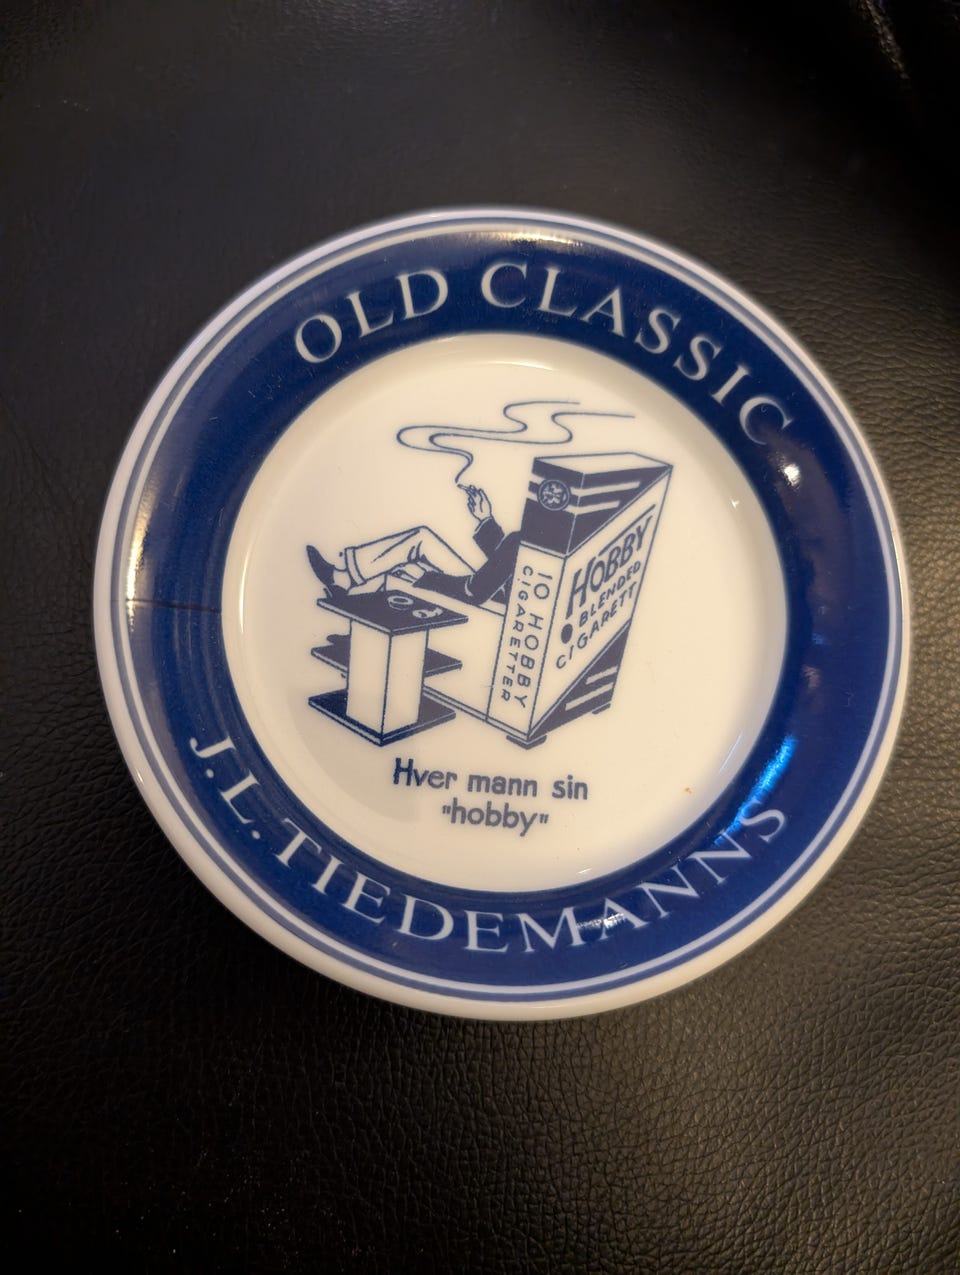 OLD CLASSIC
HOBBY
BLENDED
CIGARETT
10 HOBBY
CIGARETTER
Hver mann sin
"hobby"
J.L. TIEDEMANNS